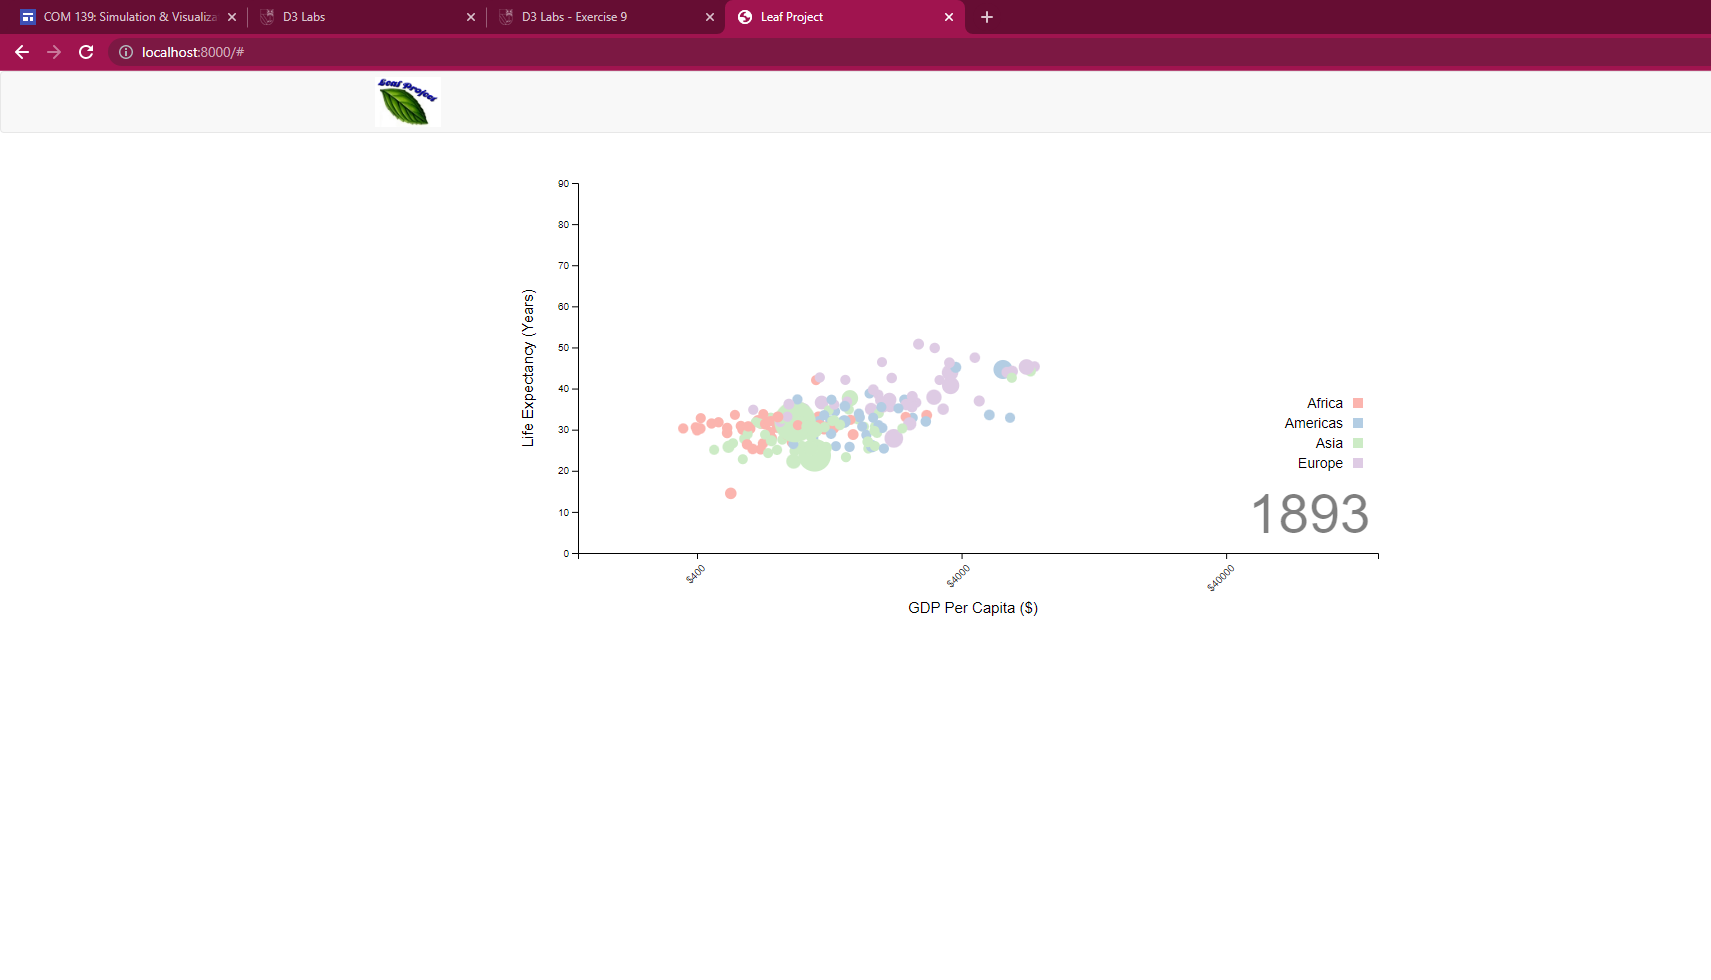 COM 139: Simulation & Visualiza
D3 Labs
D3 Labs - Exercise 9
Leaf Project
localhost:8000/#
Leaf Project
90
80
70
60
50
40
30
20
10
0
Life Expectancy (Years)
Africa
Americas
Asia
Europe
1893
$400
$4000
$40000
GDP Per Capita ($)